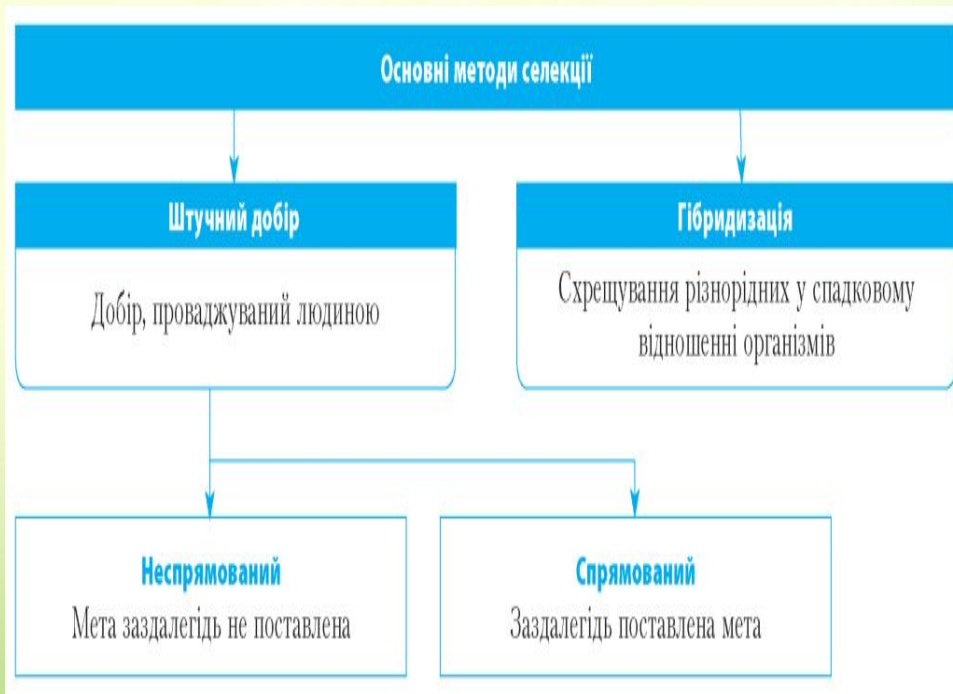 Основні методи селекції
Штучний добір
Добір, проваджуваний людиною
Гібридизація
Схрещування різнорідних у спадковому
відношенні організмів
Неспрямований
Мета заздалегідь не поставлена
Спрямований
Заздалегідь поставлена мета